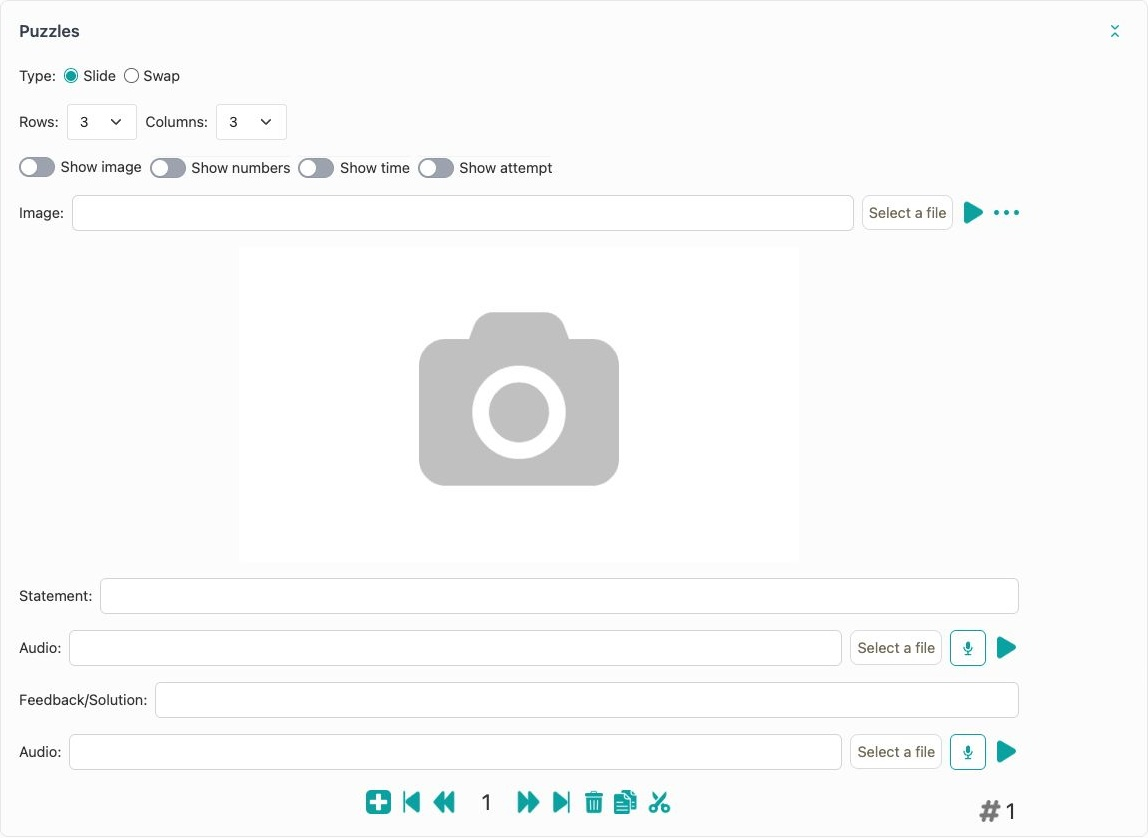 Puzzles
Type: Slide Swap
Rows: 3 Columns: 3
Show image Show numbers Show time Show attempt
Image: Select a file
Statement:
Audio: Select a file
Feedback/Solution:
Audio: Select a file
1
# 1